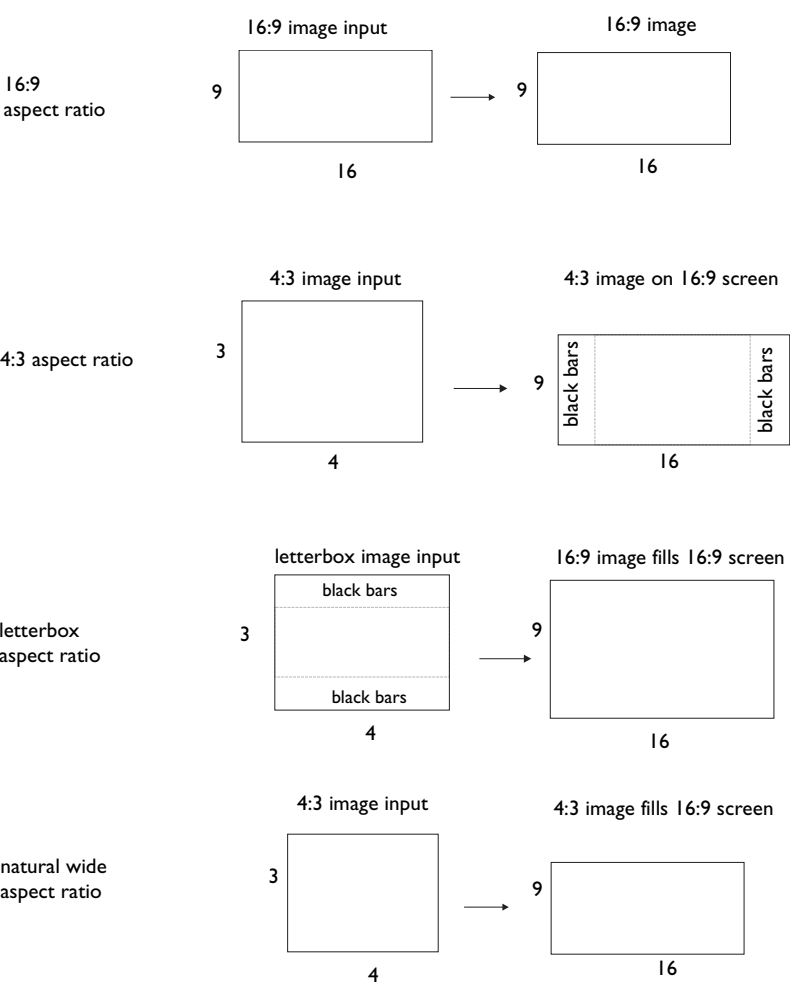 16:9 image input
16:9 image
16:9
aspect ratio
9
9
16
16
4:3 image input
4:3 image on 16:9 screen
4:3 aspect ratio
3
9
black bars
black bars
4
16
letterbox image input
16:9 image fills 16:9 screen
black bars
letterbox
aspect ratio
3
9
black bars
4
16
4:3 image input
4:3 image fills 16:9 screen
natural wide
aspect ratio
3
9
4
16